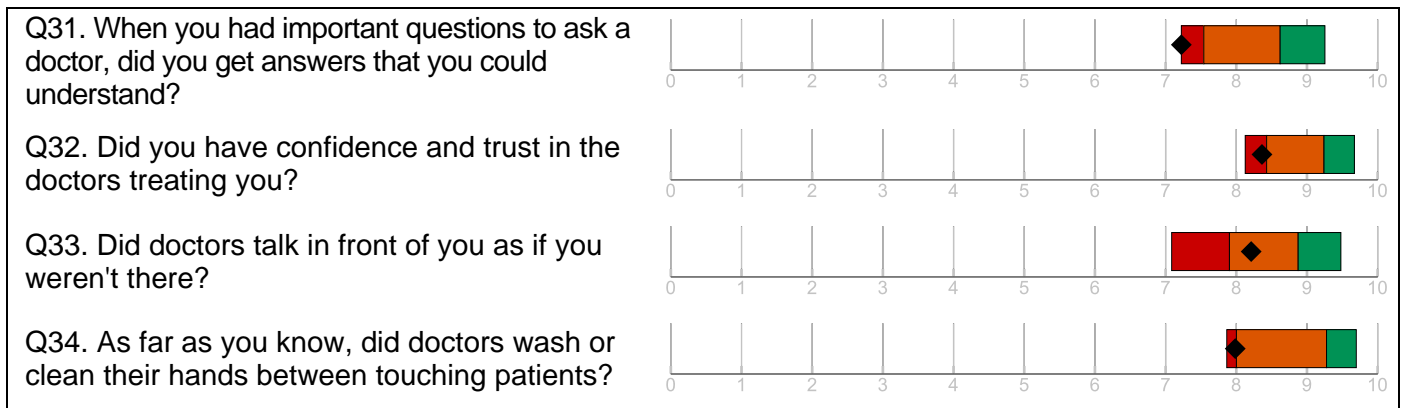 Q31. When you had important questions to ask a
doctor, did you get answers that you could
understand?
0 1 2 3 4 5 6 7 8 9 10
Q32. Did you have confidence and trust in the
doctors treating you?
0 1 2 3 4 5 6 7 8 9 10
Q33. Did doctors talk in front of you as if you
weren't there?
0 1 2 3 4 5 6 7 8 9 10
Q34. As far as you know, did doctors wash or
clean their hands between touching patients?
0 1 2 3 4 5 6 7 8 9 10